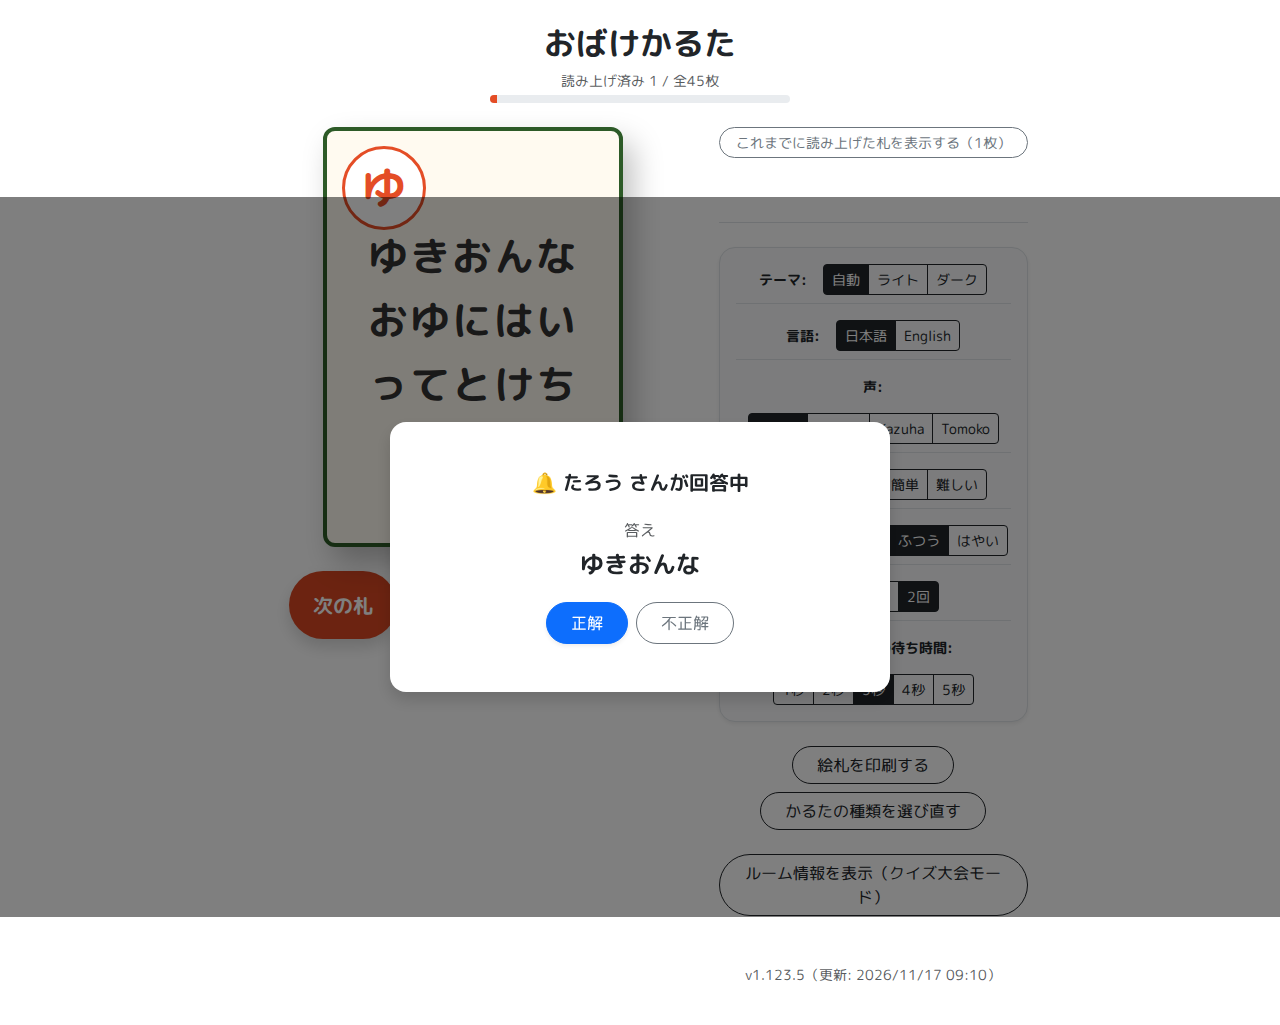 おばけかるた
読み上げ済み 1 / 全45枚
ゆ
ゆきおんな
おゆにはい
ってとけち
次の札
これまでに読み上げた札を表示する（1枚）
テーマ: 自動 ライト ダーク
言語: 日本語 English
声:
azuha Tomoko
簡単 難しい
ふつう はやい
2回
待ち時間:
4秒 5秒
絵札を印刷する
かるたの種類を選び直す
ルーム情報を表示（クイズ大会モー
ド）
🔔 たろう さんが回答中
答え
ゆきおんな
正解 不正解
v1.123.5（更新: 2026/11/17 09:10）